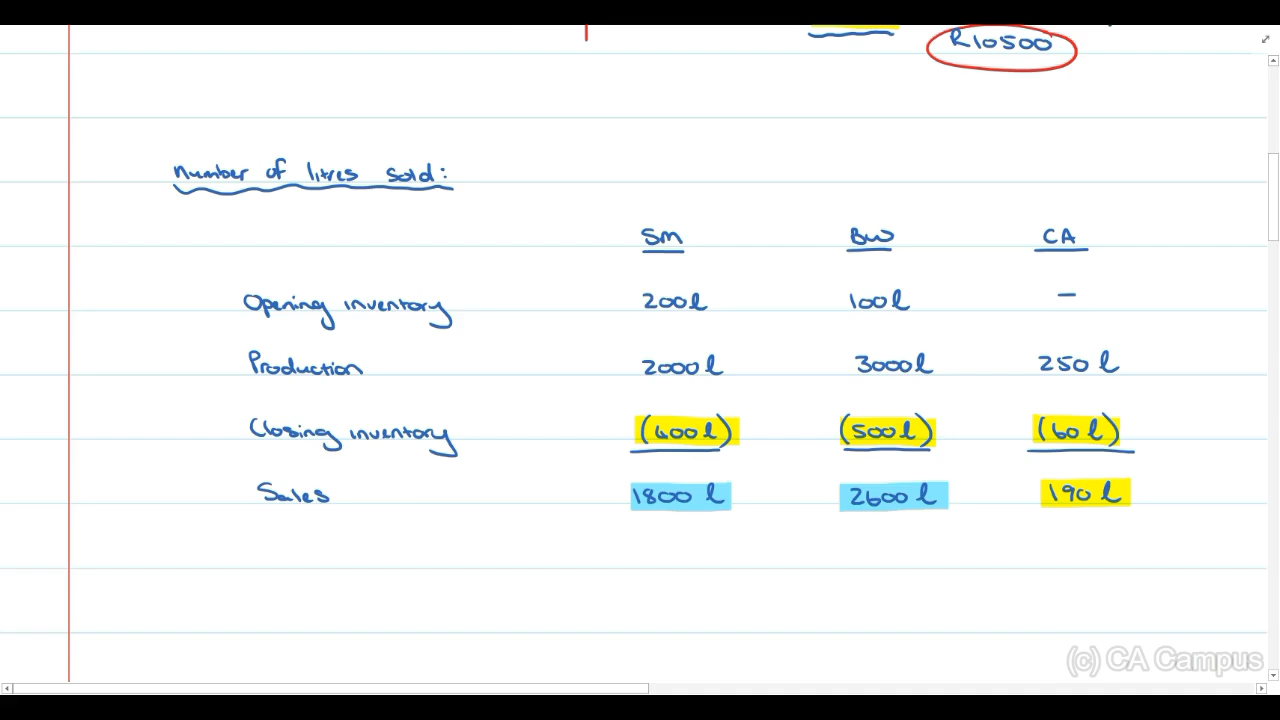 R10500
Number of litres sold:
SM BW CA
Opening inventory 200l 100l –
Production 2000l 3000l 250l
Closing inventory (400l) (500l) (60l)
Sales 1800l 2600l 190l
(c) CA Campus